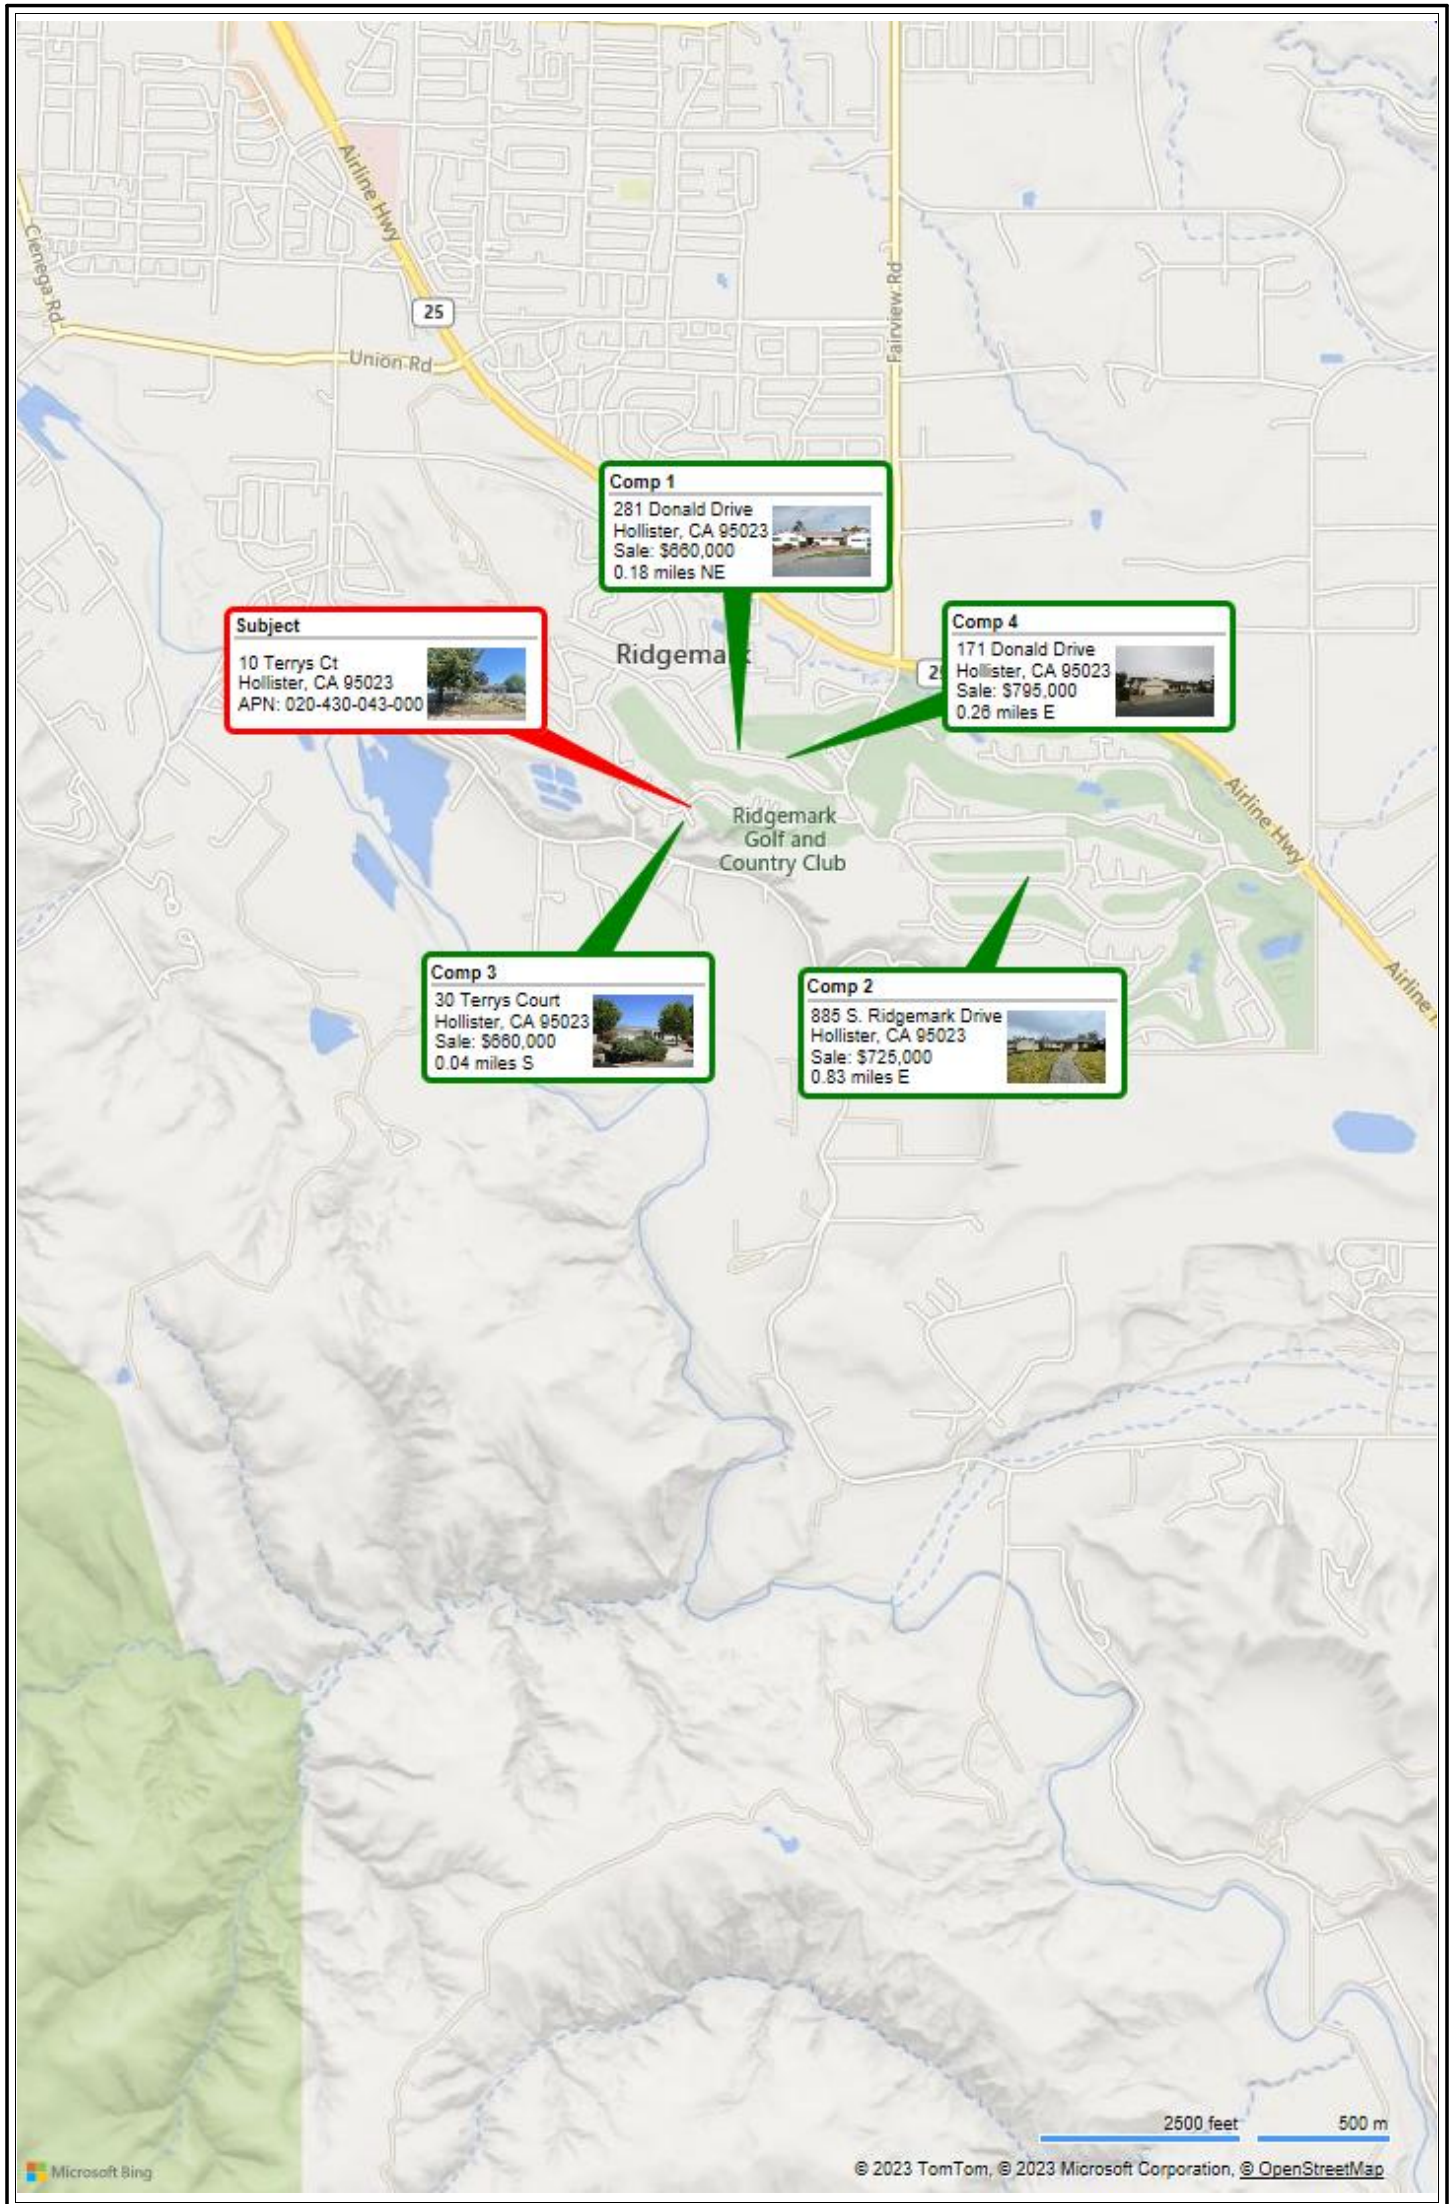 Airline Hwy
Cienega Rd
25
Union Rd
Fairview Rd
Comp 1
281 Donald Drive
Hollister, CA 95023
Sale: $660,000
0.18 miles NE
Subject
10 Terrys Ct
Hollister, CA 95023
APN: 020-430-043-000
Ridgemark
Comp 4
171 Donald Drive
Hollister, CA 95023
Sale: $795,000
0.26 miles E
Airline Hwy
Ridgemark
Golf and
Country Club
Comp 3
30 Terrys Court
Hollister, CA 95023
Sale: $660,000
0.04 miles S
Comp 2
885 S. Ridgemark Drive
Hollister, CA 95023
Sale: $725,000
0.83 miles E
Airline
2500 feet
500 m
Microsoft Bing
© 2023 TomTom, © 2023 Microsoft Corporation, © OpenStreetMap